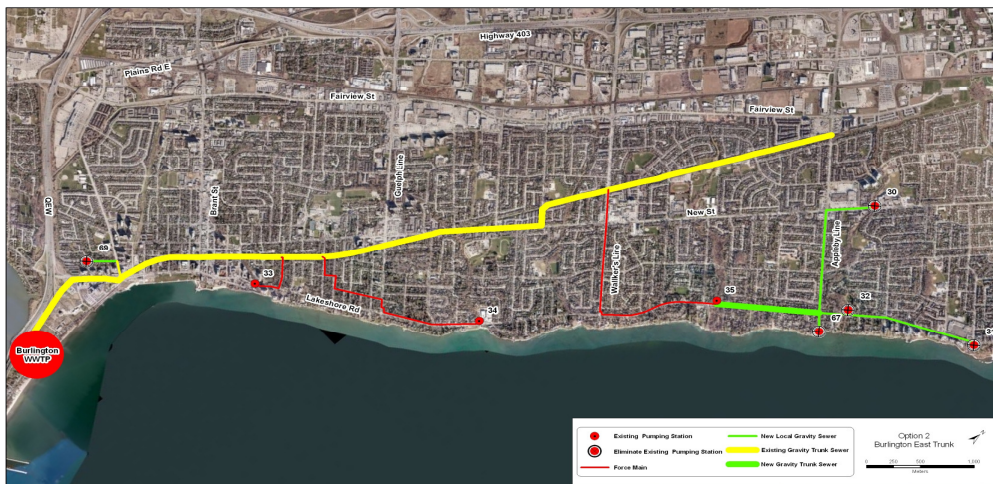 Highway 403
Plains Rd E
Fairview St
Fairview St
Guelph Line
Brant St
QEW
New St
Walker's Line
Appleby Line
30
69
33
Lakeshore Rd
34
35
32
67
31
Burlington
WWTP
Existing Pumping Station
Eliminate Existing Pumping Station
Force Main
New Local Gravity Sewer
Existing Gravity Trunk Sewer
New Gravity Trunk Sewer
Option 2
Burlington East Trunk
0 250 500 1,000
Meters